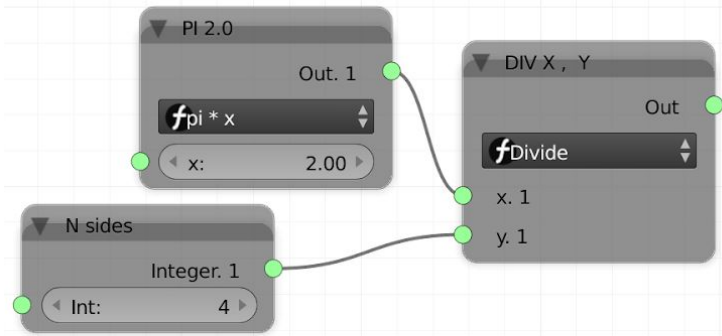 PI 2.0
Out. 1
pi * x
x: 2.00
N sides
Integer. 1
Int: 4
DIV X , Y
Out
Divide
x. 1
y. 1